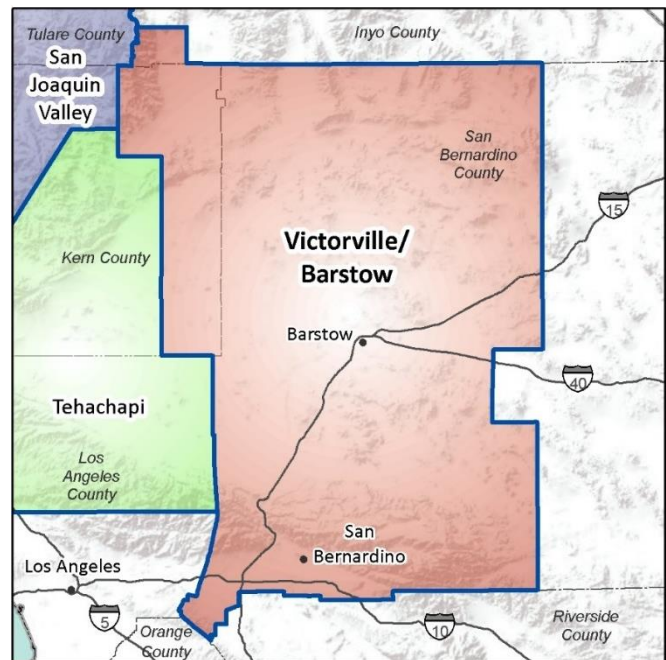 Tulare County
San
Joaquin
Valley
Inyo County
San
Bernardino
County
15
Kern County
Victorville/
Barstow
Barstow
40
Tehachapi
Los
Angeles
County
San
Bernardino
Los Angeles
5
Orange
County
10
Riverside
County